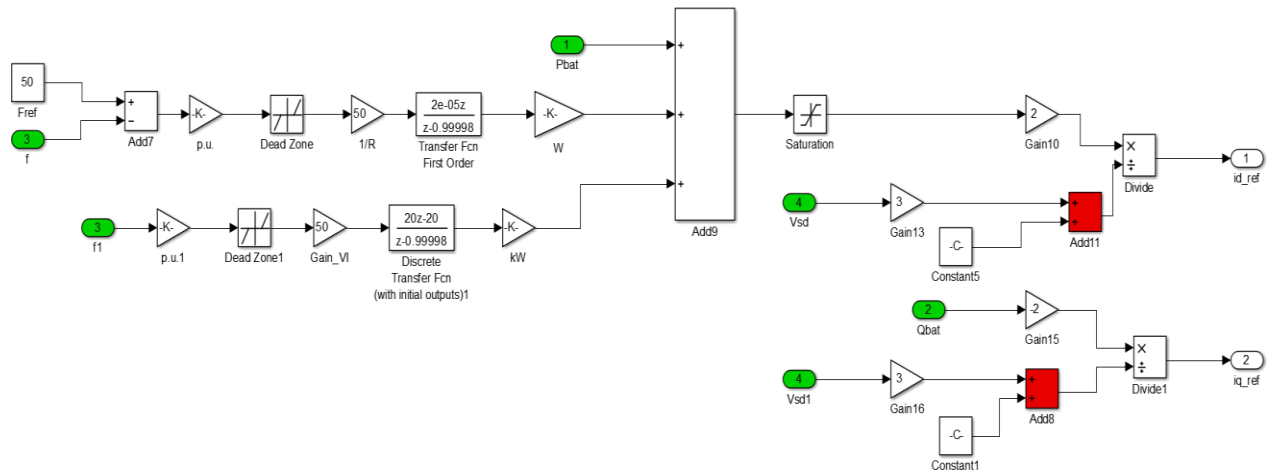 1
Pbat
+
50
Fref
+
−
Add7
3
f
-K-
p.u.
Dead Zone
50
1/R
2e-05z
z-0.99998
Transfer Fcn
First Order
-K-
W
+
+
Add9
Saturation
2
Gain10
×
÷
Divide
1
id_ref
3
f1
-K-
p.u.1
Dead Zone1
50
Gain_VI
20z-20
z-0.99998
Discrete
Transfer Fcn
(with initial outputs)1
-K-
kW
4
Vsd
3
Gain13
+
+
Add11
-C-
Constant5
2
Qbat
-2
Gain15
×
÷
Divide1
2
iq_ref
4
Vsd1
3
Gain16
+
+
Add8
-C-
Constant1